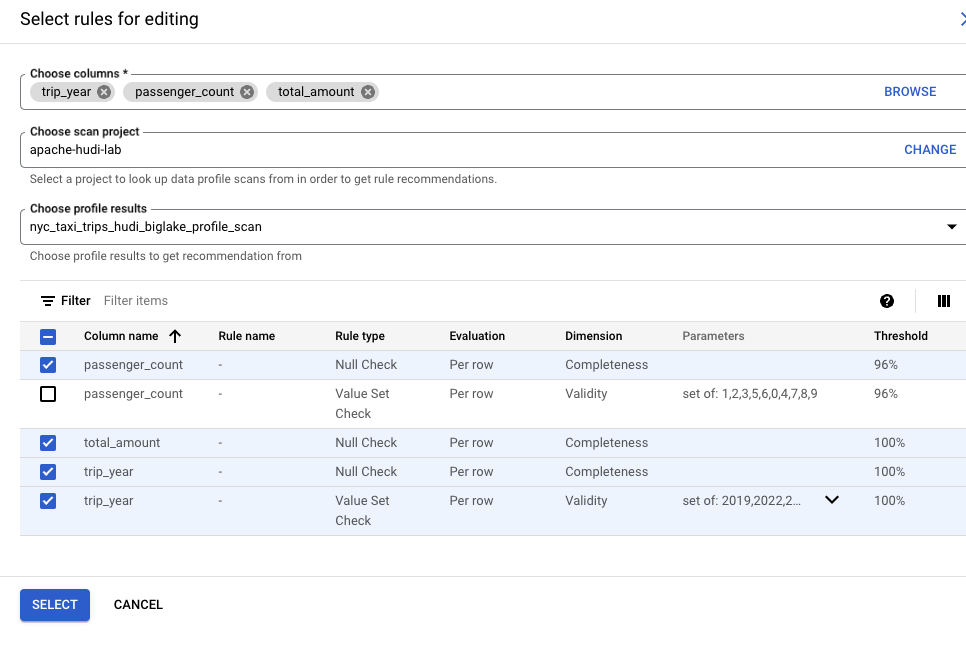 Select rules for editing
Choose columns *
trip_year passenger_count total_amount BROWSE
Choose scan project
apache-hudi-lab CHANGE
Select a project to look up data profile scans from in order to get rule recommendations.
Choose profile results
nyc_taxi_trips_hudi_biglake_profile_scan
Choose profile results to get recommendation from
Filter Filter items
Column name Rule name Rule type Evaluation Dimension Parameters Threshold
passenger_count - Null Check Per row Completeness 96%
passenger_count - Value Set Per row Validity set of: 1,2,3,5,6,0,4,7,8,9 96%
Check
total_amount - Null Check Per row Completeness 100%
trip_year - Null Check Per row Completeness 100%
trip_year - Value Set Per row Validity set of: 2019,2022,2... 100%
Check
SELECT CANCEL